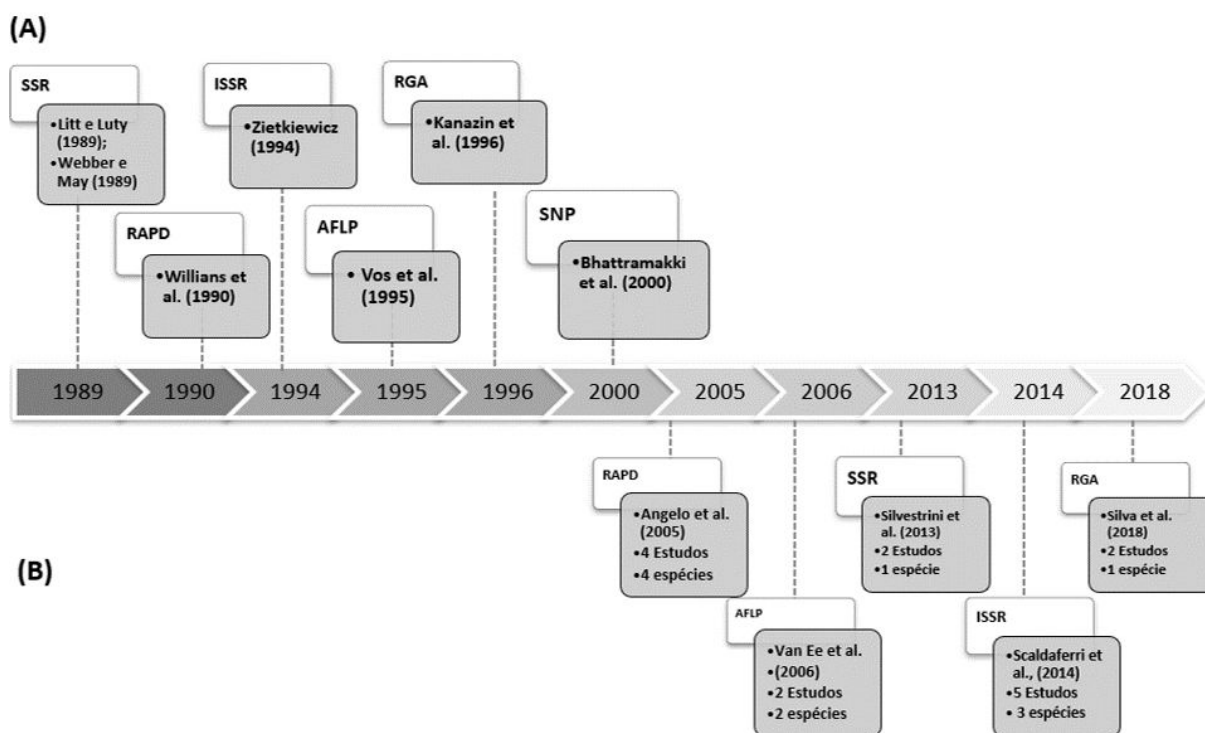 (A)
SSR
•Litt e Luty
(1989);
•Webber e
May (1989)
RAPD
•Willians et
al. (1990)
ISSR
•Zietkiewicz
(1994)
AFLP
• Vos et al.
(1995)
RGA
•Kanazin et
al. (1996)
SNP
•Bhattramakki
et al. (2000)
1989 1990 1994 1995 1996 2000 2005 2006 2013 2014 2018
(B)
RAPD
•Angelo et al.
(2005)
•4 Estudos
•4 espécies
AFLP
•Van Ee et al.
•(2006)
•2 Estudos
•2 espécies
SSR
•Silvestrini et
al. (2013)
•2 Estudos
•1 espécie
ISSR
•Scaldaferri et
al., (2014)
•5 Estudos
• 3 espécies
RGA
•Silva et al.
(2018)
•2 Estudos
•1 espécie